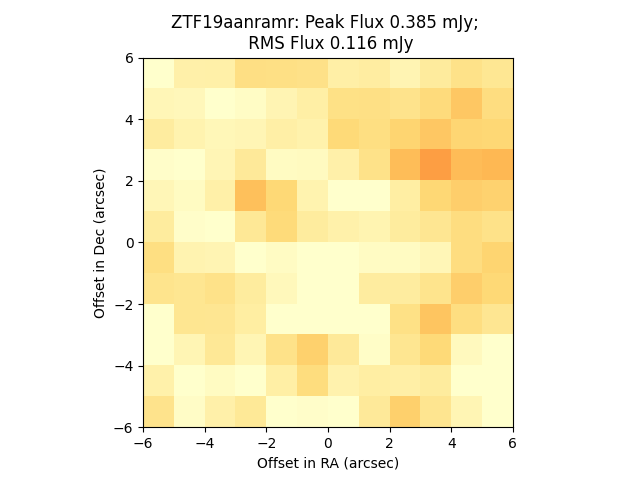 ZTF19aanramr: Peak Flux 0.385 mJy;
RMS Flux 0.116 mJy
6
4
2
0
−2
−4
−6
Offset in Dec (arcsec)
−6 −4 −2 0 2 4 6
Offset in RA (arcsec)